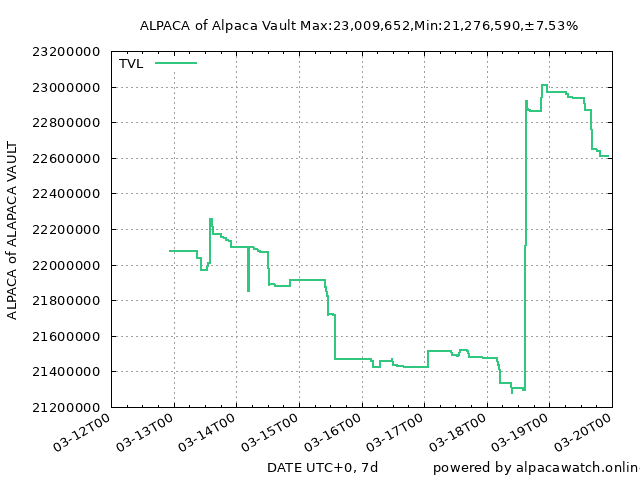 ALPACA of Alpaca Vault Max:23,009,652,Min:21,276,590,±7.53%
TVL
23200000
23000000
22800000
22600000
22400000
22200000
22000000
21800000
21600000
21400000
21200000
ALPACA of ALAPACA VAULT
03-12T00
03-13T00
03-14T00
03-15T00
03-16T00
03-17T00
03-18T00
03-19T00
03-20T00
DATE UTC+0, 7d
powered by alpacawatch.online